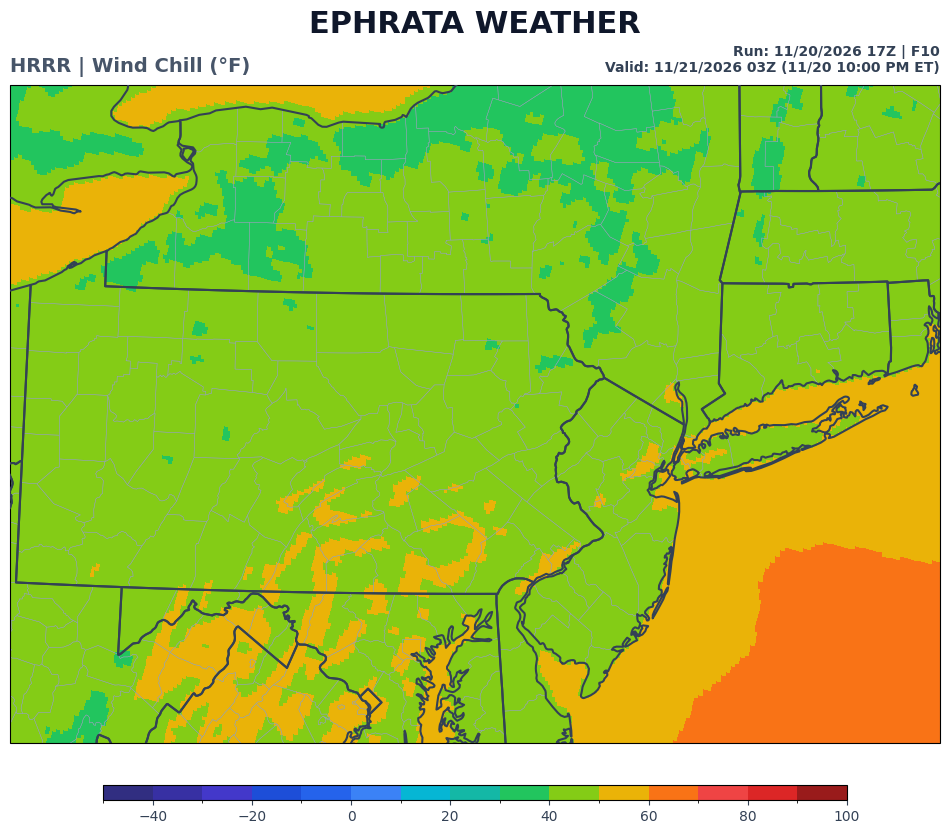 EPHRATA WEATHER
HRRR | Wind Chill (°F)
Run: 11/20/2026 17Z | F10
Valid: 11/21/2026 03Z (11/20 10:00 PM ET)
−40 −20 0 20 40 60 80 100